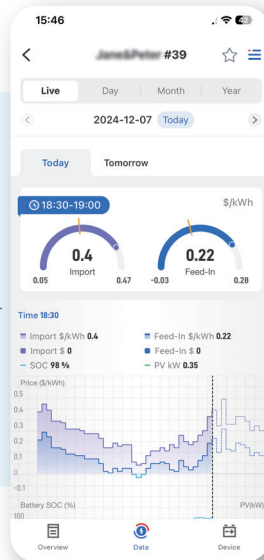 15:46
#39
Live Day Month Year
2024-12-07 Today
Today Tomorrow
18:30-19:00 $/kWh
0.4 0.22
Import Feed-In
0.05 0.47 -0.03 0.28
Time 18:30
Import $/kWh 0.4 Feed-In $/kWh 0.22
Import $ 0 Feed-In $ 0
SOC 98 % PV kW 0.35
Price ($/kWh)
0.5
0.4
0.3
0.2
0.1
0
-0.1
Battery SOC (%) PV(kW)
100
Overview Data Device